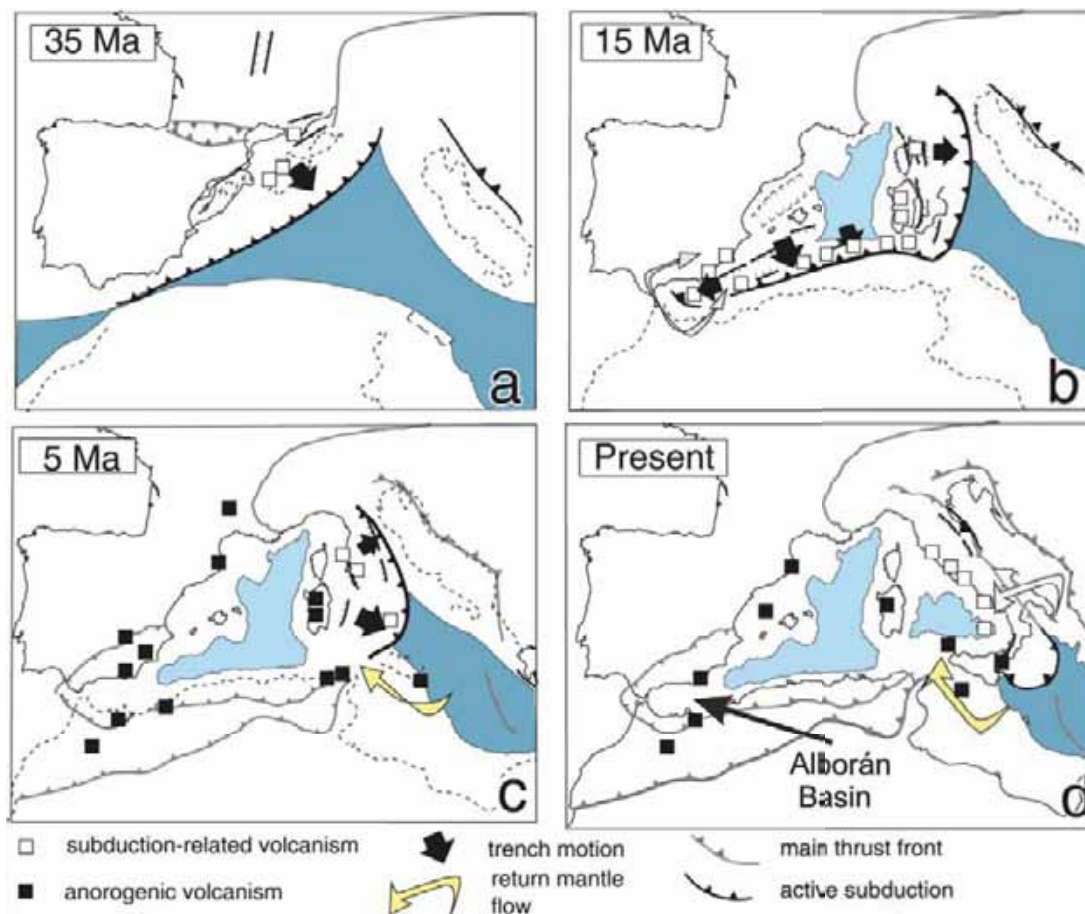 35 Ma
a
15 Ma
b
5 Ma
c
Present
Alborán
Basin
d
subduction-related volcanism
anorogenic volcanism
trench motion
return mantle
flow
main thrust front
active subduction